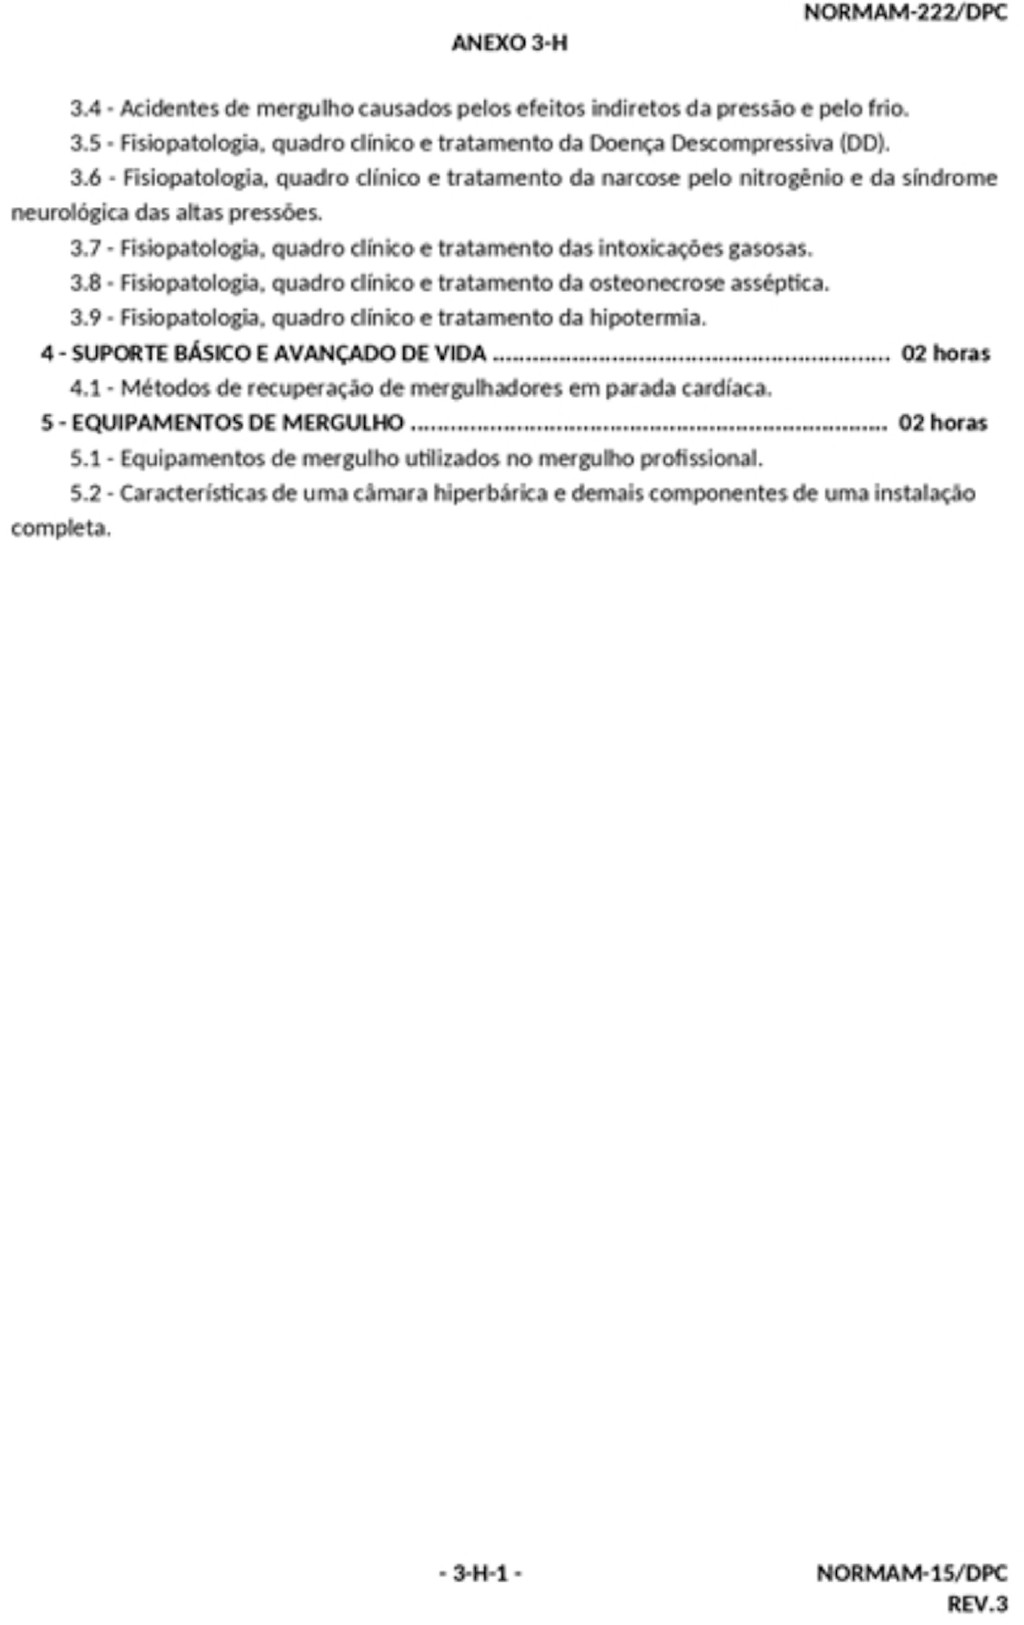 NORMAM-222/DPC
ANEXO 3-H
3.4 - Acidentes de mergulho causados pelos efeitos indiretos da pressão e pelo frio.
3.5 - Fisiopatologia, quadro clínico e tratamento da Doença Descompressiva (DD).
3.6 - Fisiopatologia, quadro clínico e tratamento da narcose pelo nitrogênio e da síndrome
neurológica das altas pressões.
3.7 - Fisiopatologia, quadro clínico e tratamento das intoxicações gasosas.
3.8 - Fisiopatologia, quadro clínico e tratamento da osteonecrose asséptica.
3.9 - Fisiopatologia, quadro clínico e tratamento da hipotermia.
4 - SUPORTE BÁSICO E AVANÇADO DE VIDA ............................................................. 02 horas
4.1 - Métodos de recuperação de mergulhadores em parada cardíaca.
5 - EQUIPAMENTOS DE MERGULHO ......................................................................... 02 horas
5.1 - Equipamentos de mergulho utilizados no mergulho profissional.
5.2 - Características de uma câmara hiperbárica e demais componentes de uma instalação
completa.
- 3-H-1 -
NORMAM-15/DPC
REV.3